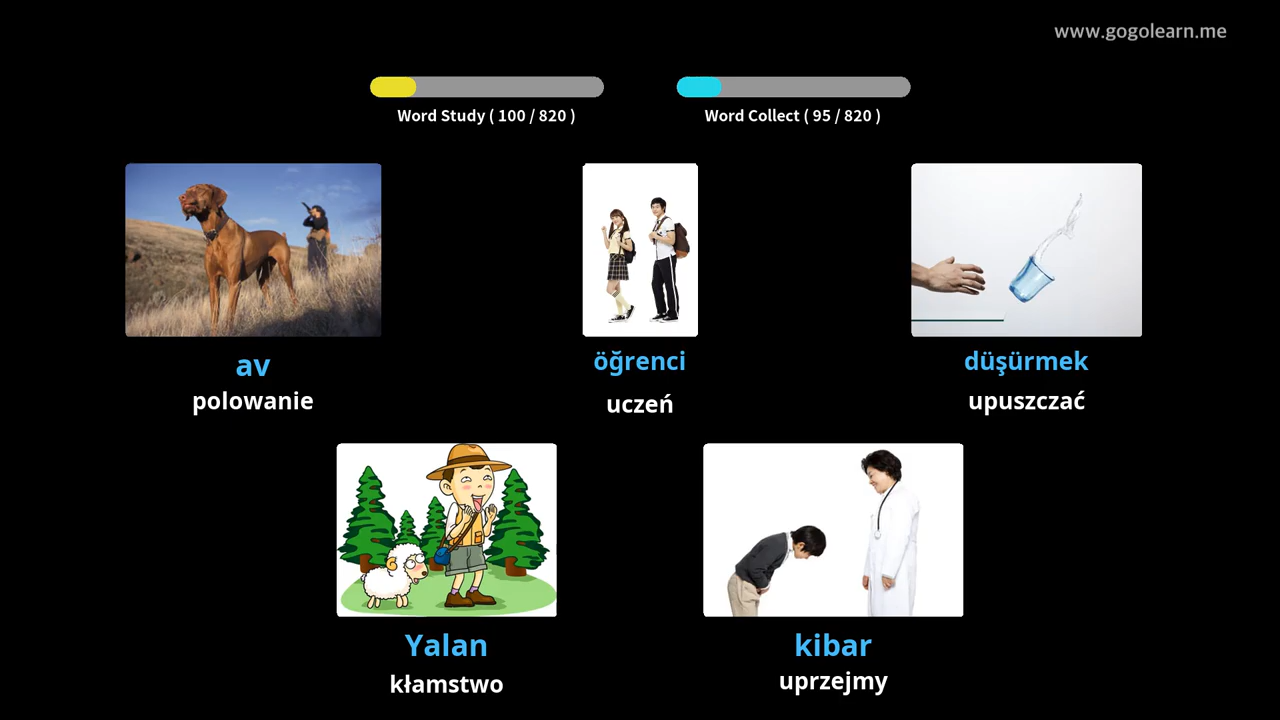 www.gogolearn.me
Word Study ( 100 / 820 )
Word Collect ( 95 / 820 )
av
polowanie
öğrenci
uczeń
düşürmek
upuszczać
Yalan
kłamstwo
kibar
uprzejmy